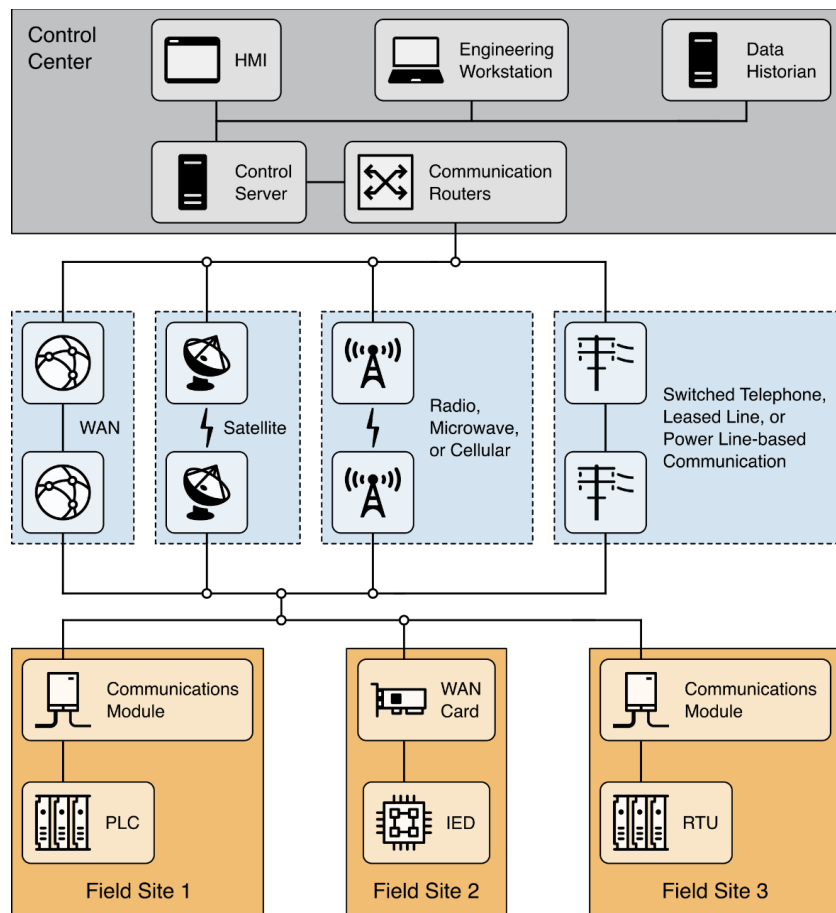 Control
Center
HMI
Engineering
Workstation
Data
Historian
Control
Server
Communication
Routers
WAN
Satellite
Radio,
Microwave,
or Cellular
Switched Telephone,
Leased Line, or
Power Line-based
Communication
Communications
Module
WAN
Card
Communications
Module
PLC
IED
RTU
Field Site 1
Field Site 2
Field Site 3